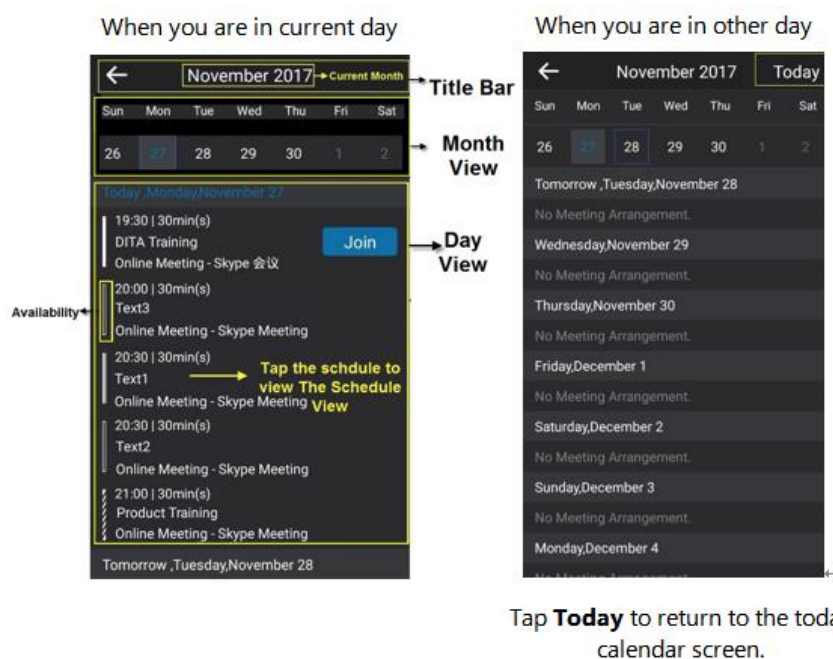 When you are in current day
November 2017
Current Month
Title Bar
Sun Mon Tue Wed Thu Fri Sat
26 27 28 29 30 1 2
Month
View
Today ,Monday,November 27
19:30 | 30min(s)
DITA Training
Online Meeting - Skype 会议
Join
Day
View
20:00 | 30min(s)
Text3
Online Meeting - Skype Meeting
Availability
20:30 | 30min(s)
Text1
Online Meeting - Skype Meeting
Tap the schdule to
view The Schedule
View
20:30 | 30min(s)
Text2
Online Meeting - Skype Meeting
21:00 | 30min(s)
Product Training
Online Meeting - Skype Meeting
Tomorrow ,Tuesday,November 28
When you are in other day
November 2017 Today
Sun Mon Tue Wed Thu Fri Sat
26 27 28 29 30 1 2
Tomorrow ,Tuesday,November 28
No Meeting Arrangement.
Wednesday,November 29
No Meeting Arrangement.
Thursday,November 30
No Meeting Arrangement.
Friday,December 1
No Meeting Arrangement.
Saturday,December 2
No Meeting Arrangement.
Sunday,December 3
No Meeting Arrangement.
Monday,December 4
Tap Today to return to the toda
calendar screen.